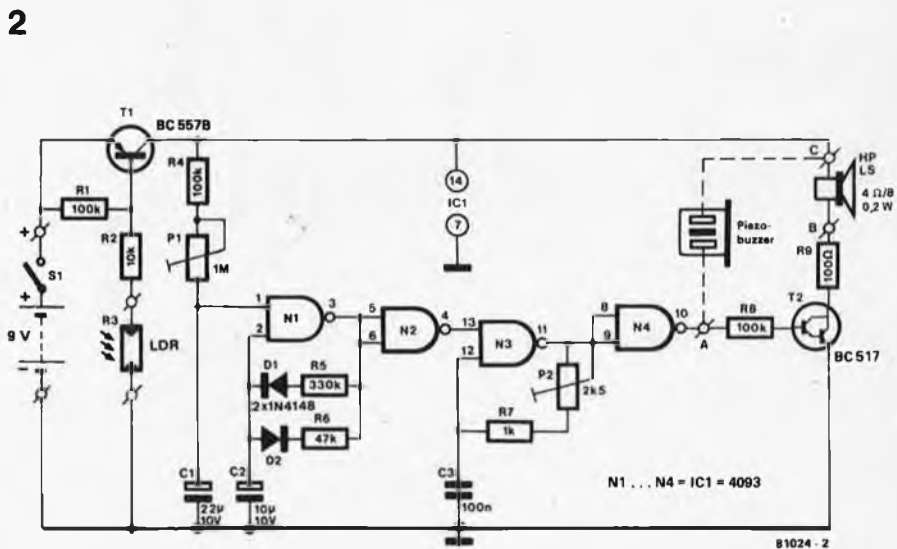 2
T1
BC 557B
R1
100k
R2
10k
R3
LDR
+
S1
+
9 V
-
R4
100k
P1
1M
14
IC1
7
C
HP
LS
4 Ω/8
0,2 W
B
R9
100Ω
Piezo-
buzzer
T2
BC 517
1
2
N1
3
5
6
N2
4
13
12
N3
11
8
9
N4
10
A
R8
100k
D1
R5
330k
2x1N4148
R6
47k
D2
P2
2k5
R7
1k
C1
22µ
10V
C2
10µ
10V
C3
100n
N1 . . . N4 = IC1 = 4093
81024 - 2